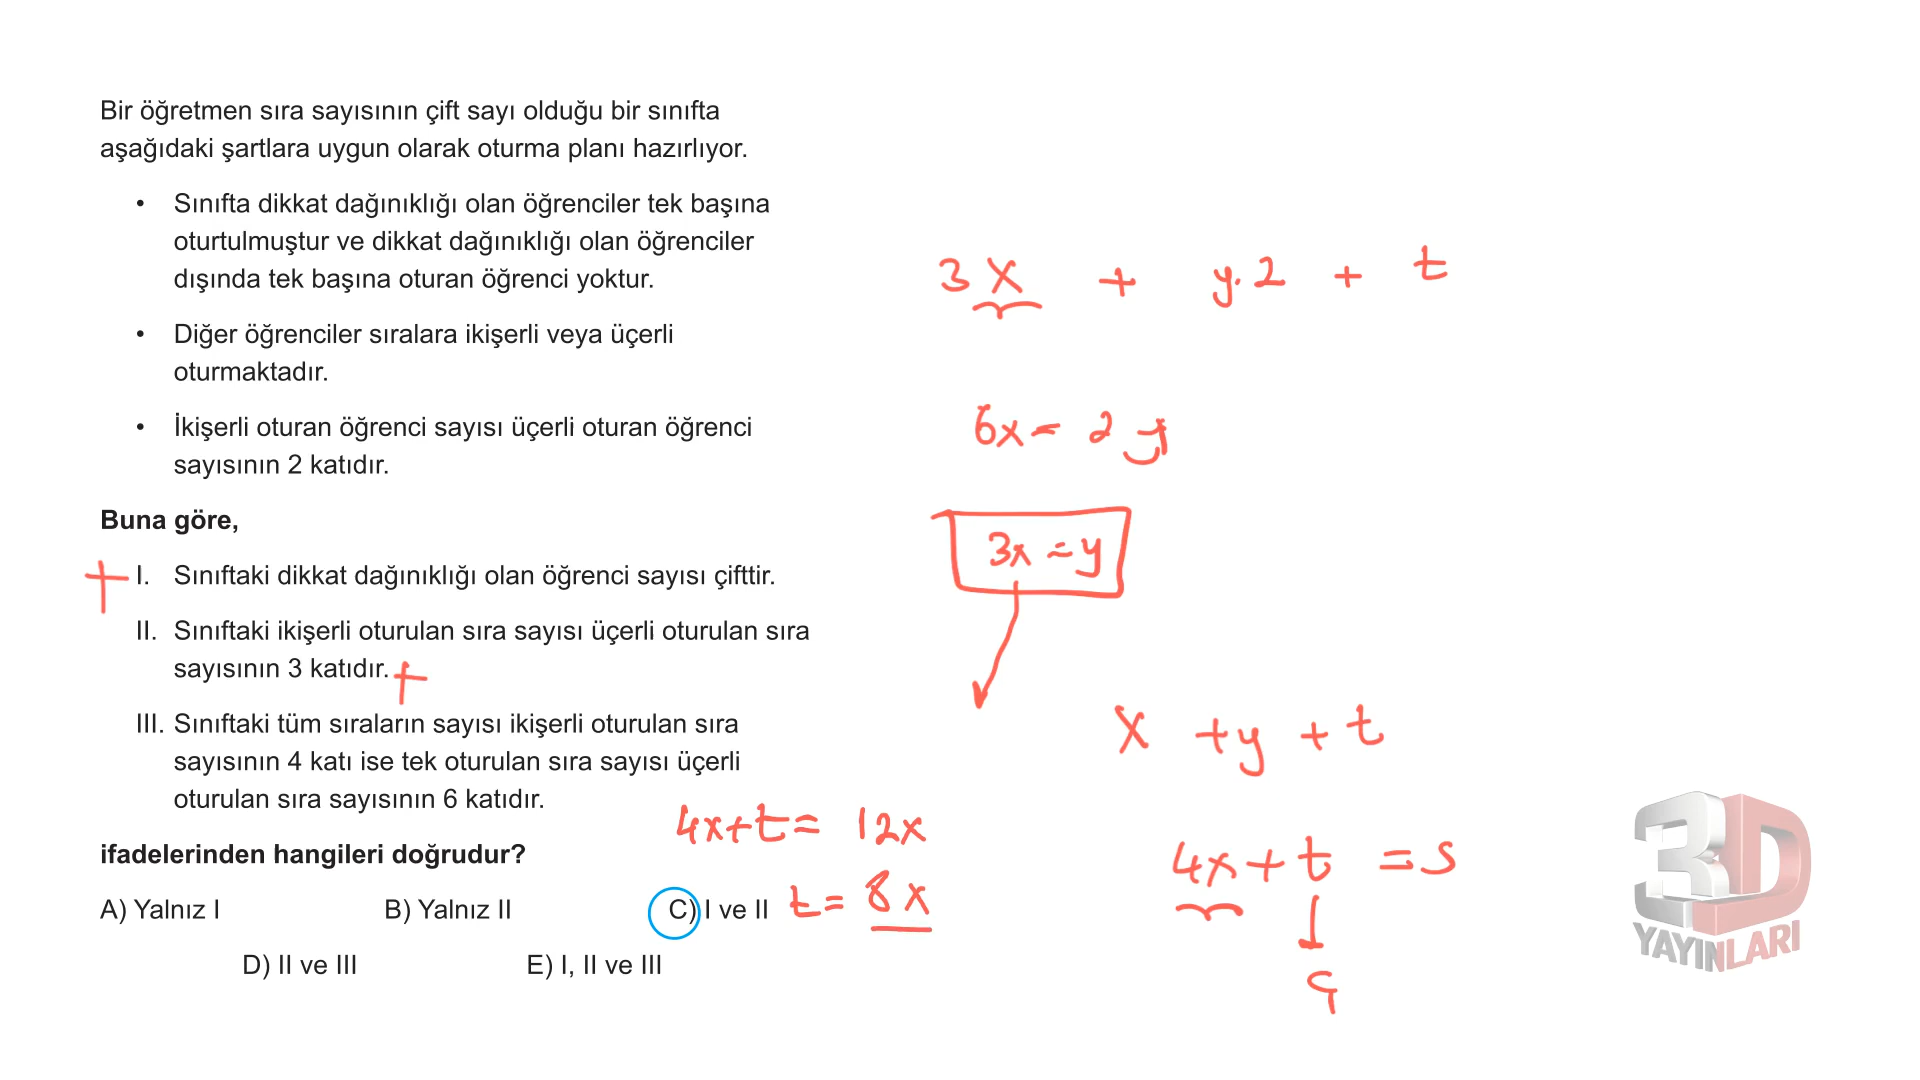 Bir öğretmen sıra sayısının çift sayı olduğu bir sınıfta
aşağıdaki şartlara uygun olarak oturma planı hazırlıyor.
• Sınıfta dikkat dağınıklığı olan öğrenciler tek başına
oturtulmuştur ve dikkat dağınıklığı olan öğrenciler
dışında tek başına oturan öğrenci yoktur.
• Diğer öğrenciler sıralara ikişerli veya üçerli
oturmaktadır.
• İkişerli oturan öğrenci sayısı üçerli oturan öğrenci
sayısının 2 katıdır.
Buna göre,
+ I. Sınıftaki dikkat dağınıklığı olan öğrenci sayısı çifttir.
II. Sınıftaki ikişerli oturulan sıra sayısı üçerli oturulan sıra
sayısının 3 katıdır. +
III. Sınıftaki tüm sıraların sayısı ikişerli oturulan sıra
sayısının 4 katı ise tek oturulan sıra sayısı üçerli
oturulan sıra sayısının 6 katıdır.
ifadelerinden hangileri doğrudur?
A) Yalnız I B) Yalnız II C) I ve II
D) II ve III E) I, II ve III
3x + y.2 + t
6x = 2y
3x = y
x + y + t
4x+t = 12x
t = 8x
4x + t = s
ç
3D
YAYINLARI